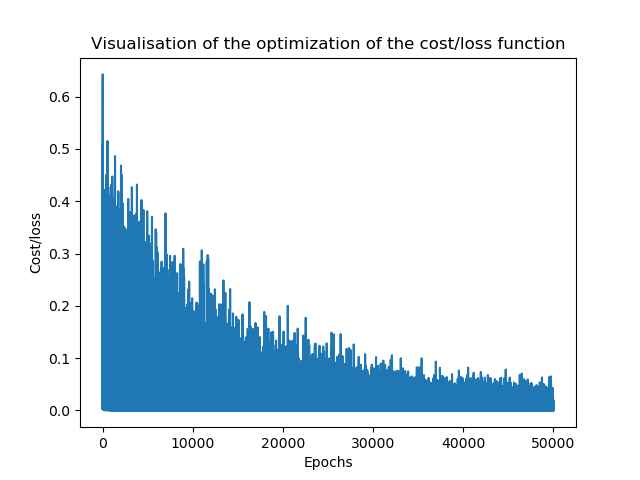 Visualisation of the optimization of the cost/loss function
0.6
0.5
0.4
0.3
0.2
0.1
0.0
Cost/loss
0 10000 20000 30000 40000 50000
Epochs